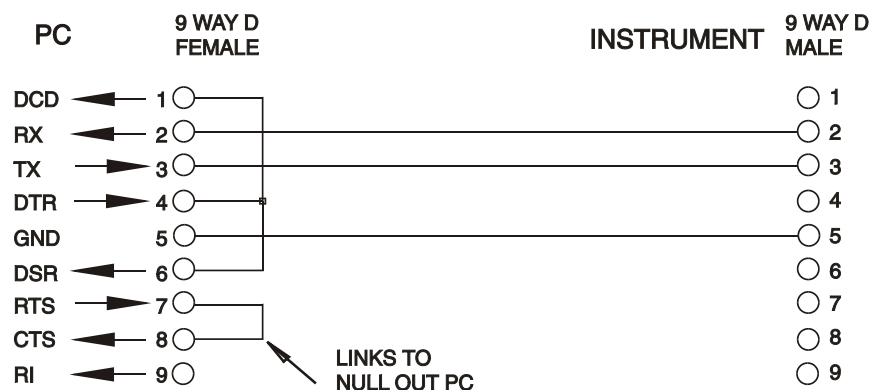 PC
9 WAY D
FEMALE
INSTRUMENT
9 WAY D
MALE
DCD 1 1
RX 2 2
TX 3 3
DTR 4 4
GND 5 5
DSR 6 6
RTS 7 7
CTS 8 8
RI 9 9
LINKS TO
NULL OUT PC